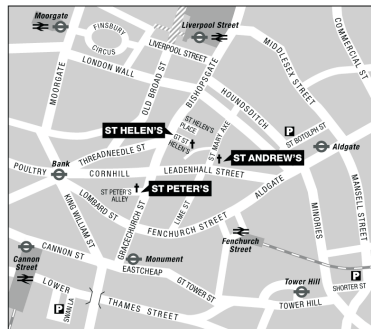 Moorgate
FINSBURY
CIRCUS
Liverpool Street
LIVERPOOL STREET
MOORGATE
LONDON WALL
OLD BROAD ST
BISHOPSGATE
MIDDLESEX STREET
COMMERCIAL ST
HOUNDSDITCH
ST HELEN'S
PLACE
ST HELEN'S
GT ST
HELEN'S
ST MARY AXE
P
ST BOTOLPH ST
Aldgate
ST ANDREW'S
THREADNEEDLE ST
Bank
POULTRY
CORNHILL
LEADENHALL STREET
ALDGATE
ST PETER'S
ST PETER'S
ALLEY
KING WILLIAM ST
LOMBARD ST
GRACECHURCH ST
LIME ST
FENCHURCH STREET
MINORIES
MANSELL STREET
Fenchurch
Street
CANNON ST
Cannon
Street
Monument
EASTCHEAP
GT TOWER ST
Tower Hill
TOWER HILL
P
SHORTER ST
LOWER
THAMES STREET
P
SWAN LA